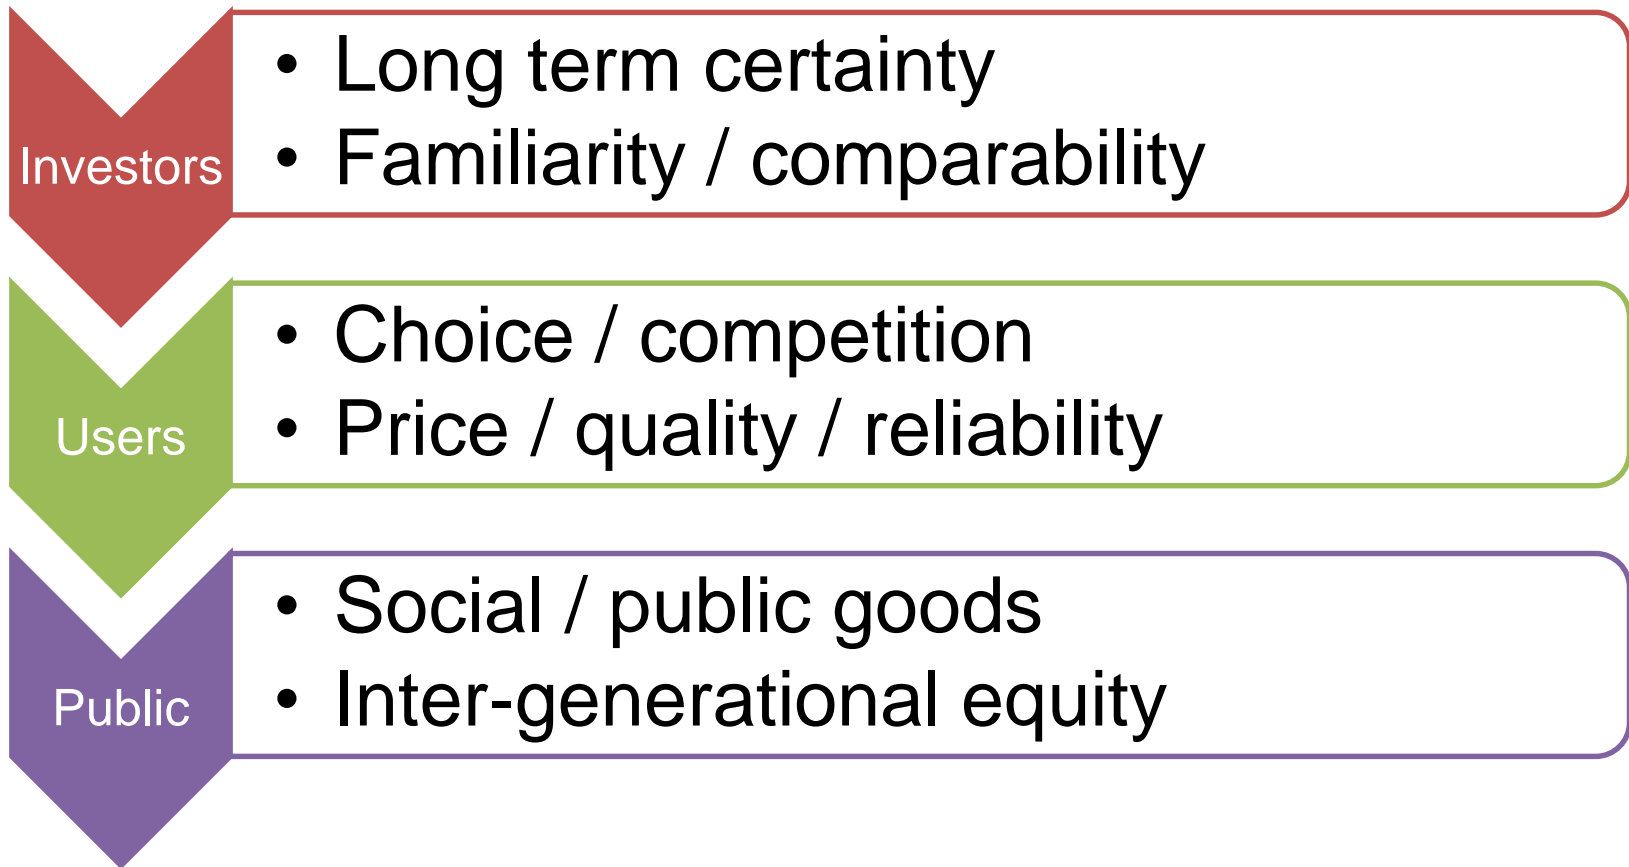 Investors
• Long term certainty
• Familiarity / comparability
Users
• Choice / competition
• Price / quality / reliability
Public
• Social / public goods
• Inter-generational equity